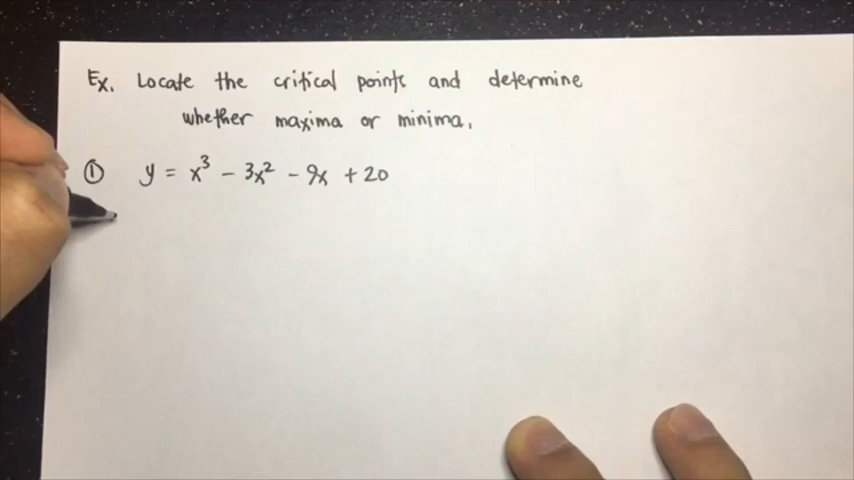 Ex. Locate the critical points and determine
whether maxima or minima.
① y = x³ - 3x² - 9x + 20